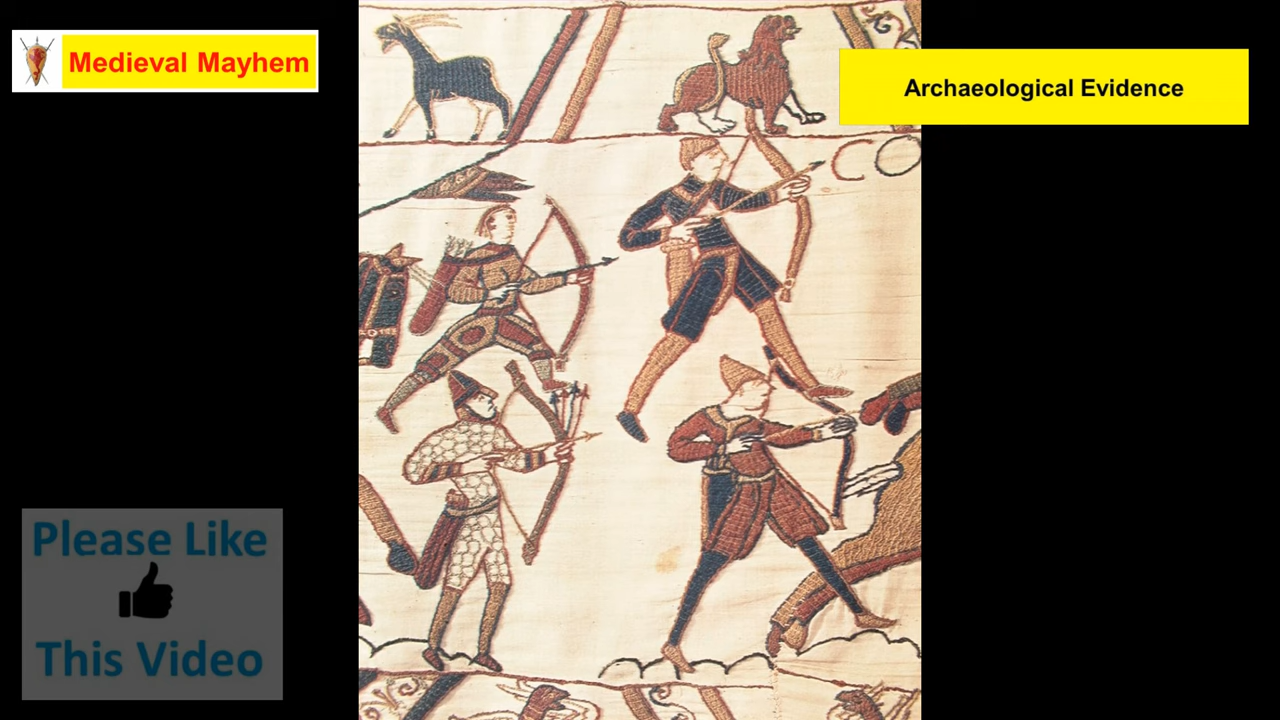 Medieval Mayhem
Archaeological Evidence
CO
Please Like
This Video